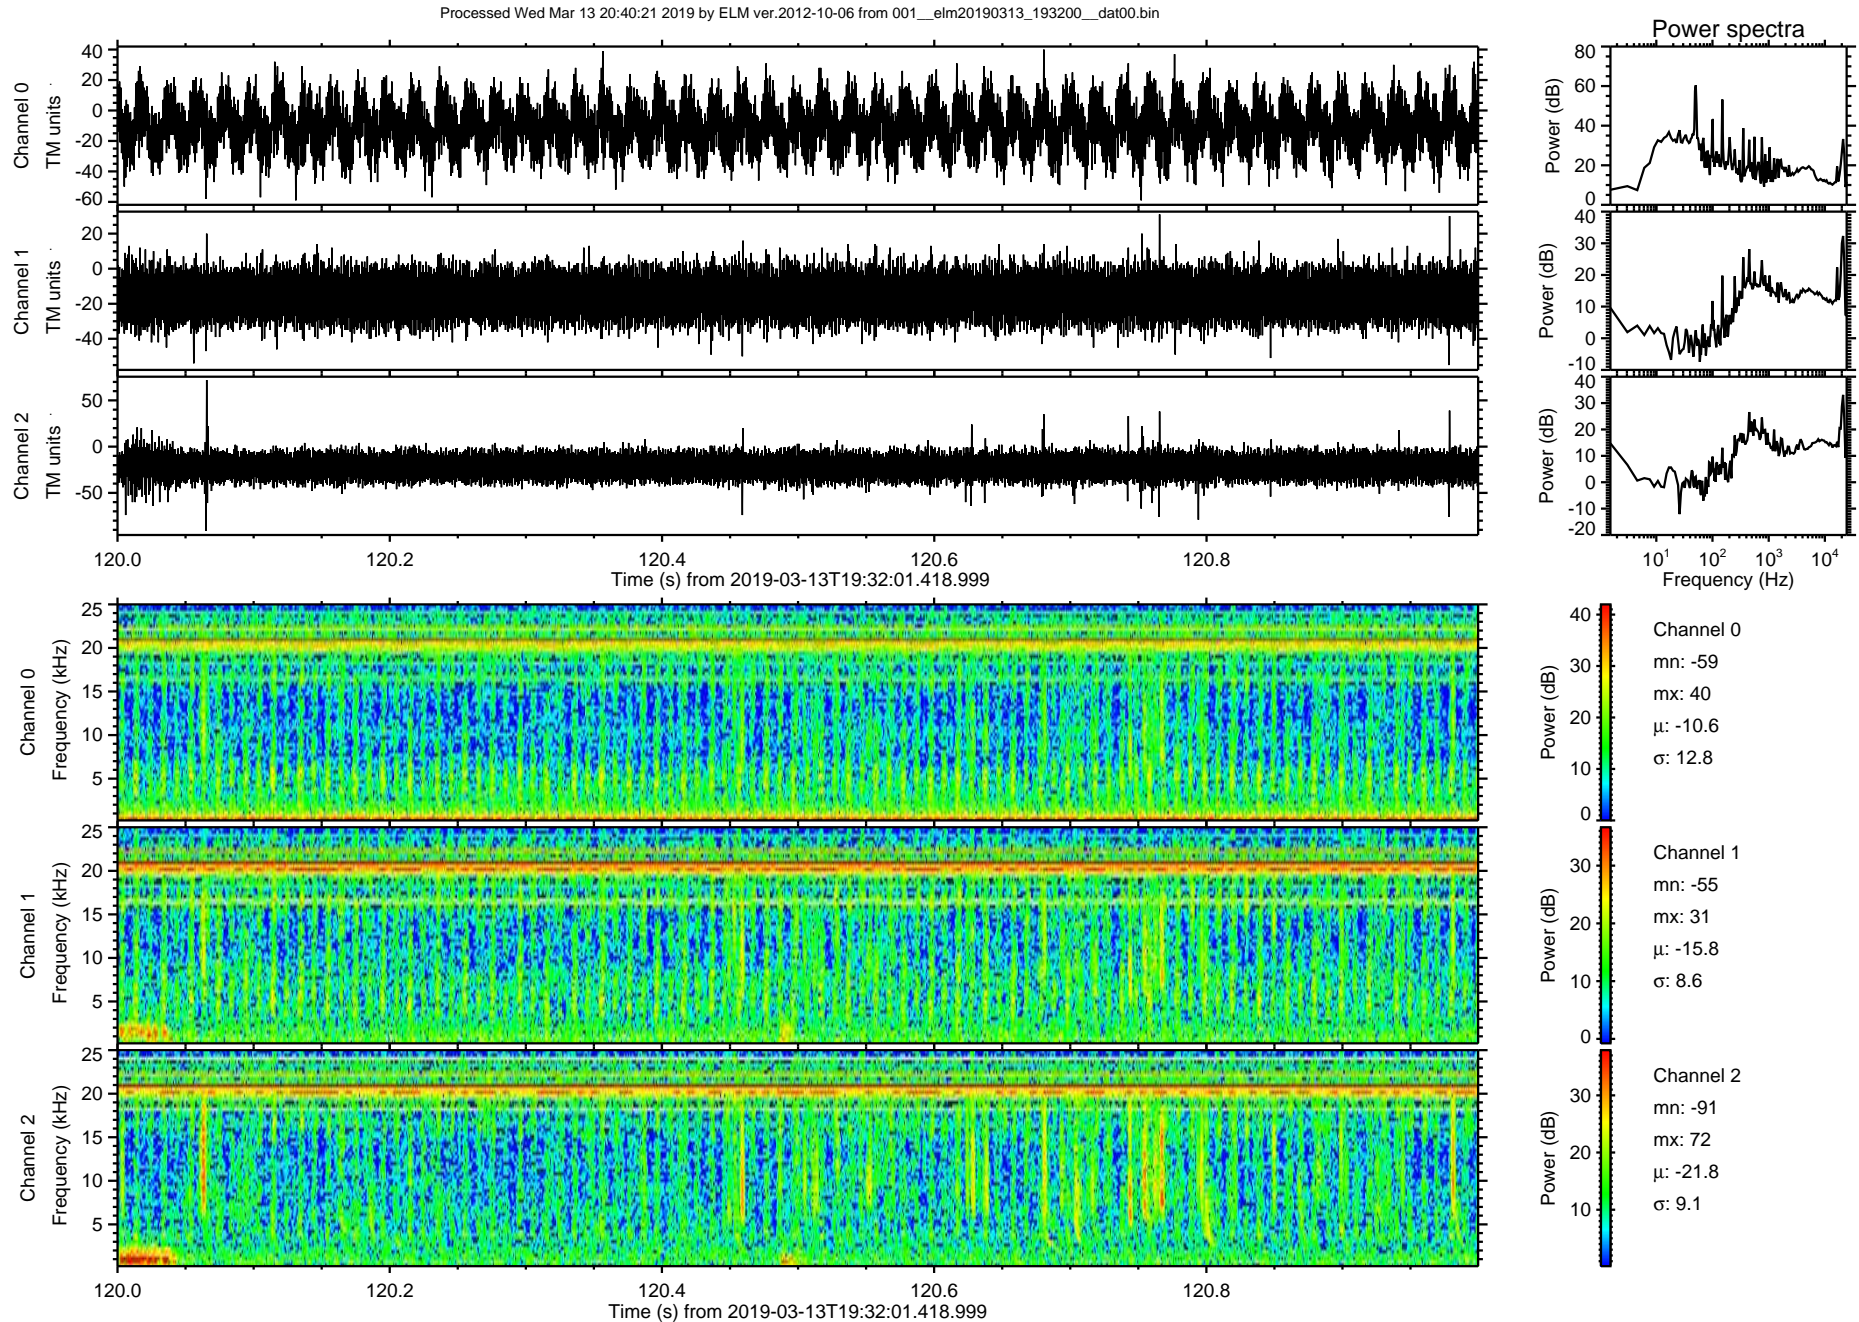 Processed Wed Mar 13 20:40:21 2019 by ELM ver.2012-10-06 from 001__elm20190313_193200__dat00.bin
Power spectra
Channel 0
TM units
40
20
0
-20
-40
-60
Power (dB)
80
60
40
20
0
Channel 1
TM units
20
0
-20
-40
Power (dB)
40
30
20
10
0
-10
Channel 2
TM units
50
0
-50
Power (dB)
40
30
20
10
0
-10
-20
120.0 120.2 120.4 120.6 120.8
Time (s) from 2019-03-13T19:32:01.418.999
10¹ 10² 10³ 10⁴
Frequency (Hz)
Channel 0
Frequency (kHz)
25
20
15
10
5
Power (dB)
40
30
20
10
0
Channel 0
mn: -59
mx: 40
μ: -10.6
σ: 12.8
Channel 1
Frequency (kHz)
25
20
15
10
5
Power (dB)
30
20
10
0
Channel 1
mn: -55
mx: 31
μ: -15.8
σ: 8.6
Channel 2
Frequency (kHz)
25
20
15
10
5
Power (dB)
30
20
10
Channel 2
mn: -91
mx: 72
μ: -21.8
σ: 9.1
120.0 120.2 120.4 120.6 120.8
Time (s) from 2019-03-13T19:32:01.418.999